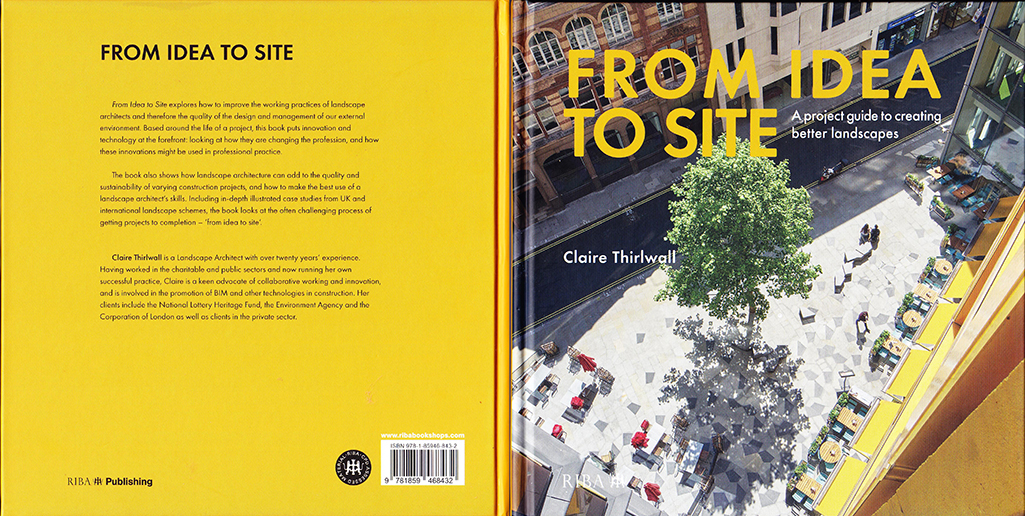 FROM IDEA TO SITE
From Idea to Site explores how to improve the working practices of landscape
architects and therefore the quality of the design and management of our external
environment. Based around the life of a project, this book puts innovation and
technology at the forefront: looking at how they are changing the profession, and how
these innovations might be used in professional practice.
The book also shows how landscape architecture can add to the quality and
sustainability of varying construction projects, and how to make the best use of a
landscape architect's skills. Including in-depth illustrated case studies from UK and
international landscape schemes, the book looks at the often challenging process of
getting projects to completion – 'from idea to site'.
Claire Thirlwall is a Landscape Architect with over twenty years' experience.
Having worked in the charitable and public sectors and now running her own
successful practice, Claire is a keen advocate of collaborative working and innovation,
and is involved in the promotion of BIM and other technologies in construction. Her
clients include the National Lottery Heritage Fund, the Environment Agency and the
Corporation of London as well as clients in the private sector.
RIBA Publishing
MATERIAL·RIBA·CPD·ASSESSED
www.ribabookshops.com
ISBN 978-1-85946-843-2
9 781859 468432
FROM IDEA
TO SITE
A project guide to creating
better landscapes
Claire Thirlwall
RIBA